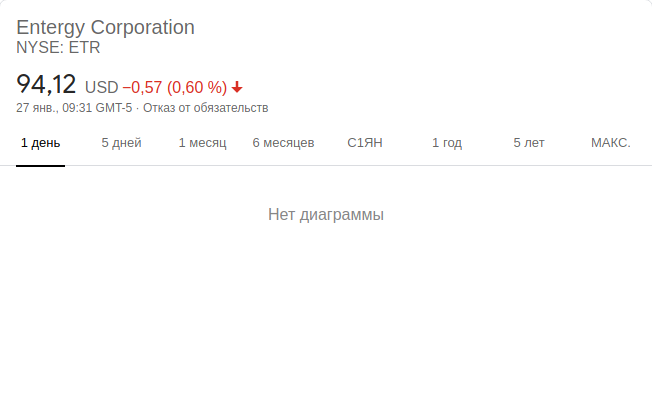 Entergy Corporation
NYSE: ETR
94,12 USD −0,57 (0,60 %)
27 янв., 09:31 GMT-5 · Отказ от обязательств
1 день 5 дней 1 месяц 6 месяцев С1ЯН 1 год 5 лет МАКС.
Нет диаграммы